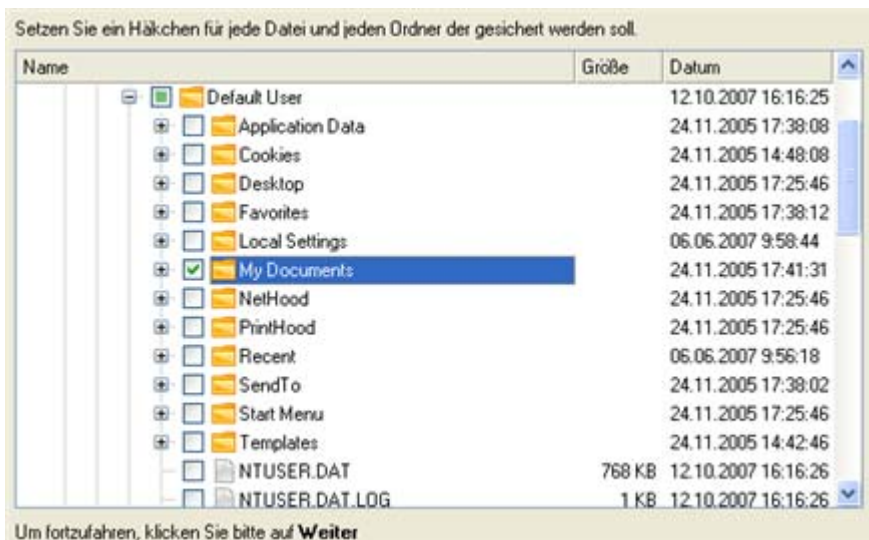 Setzen Sie ein Häkchen für jede Datei und jeden Ordner der gesichert werden soll.
Name Größe Datum
Default User 12.10.2007 16:16:25
Application Data 24.11.2005 17:38:08
Cookies 24.11.2005 14:48:08
Desktop 24.11.2005 17:25:46
Favorites 24.11.2005 17:38:12
Local Settings 06.06.2007 9:58:44
My Documents 24.11.2005 17:41:31
NetHood 24.11.2005 17:25:46
PrintHood 24.11.2005 17:25:46
Recent 06.06.2007 9:56:18
SendTo 24.11.2005 17:38:02
Start Menu 24.11.2005 17:25:46
Templates 24.11.2005 14:42:46
NTUSER.DAT 768 KB 12.10.2007 16:16:26
NTUSER.DAT.LOG 1 KB 12.10.2007 16:16:26
Um fortzufahren, klicken Sie bitte auf Weiter